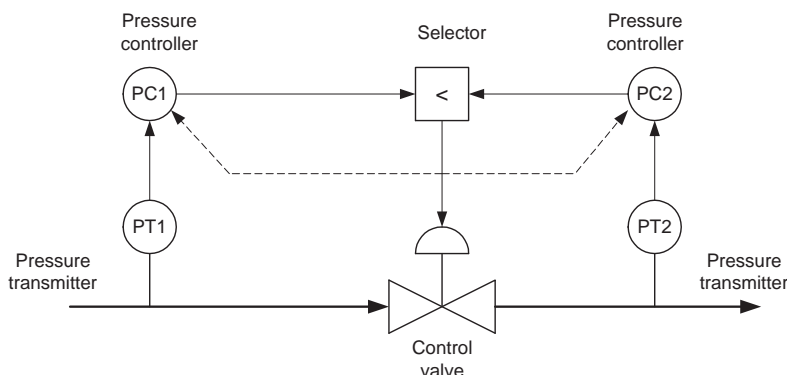 Pressure
controller
Selector
Pressure
controller
PC1
<
PC2
PT1
PT2
Pressure
transmitter
Pressure
transmitter
Control
valve